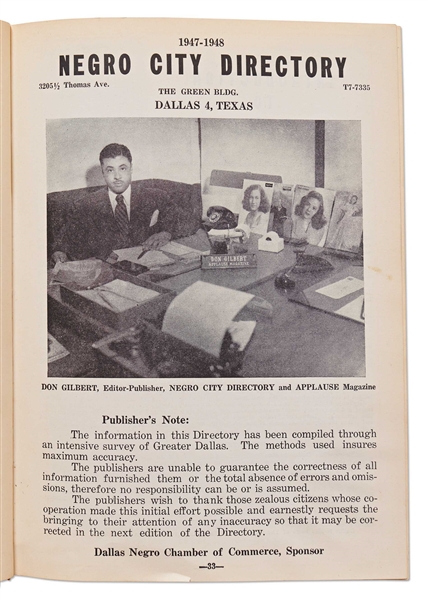 1947-1948
NEGRO CITY DIRECTORY
3205½ Thomas Ave. T7-7335
THE GREEN BLDG.
DALLAS 4, TEXAS
DON GILBERT
APPLAUSE MAGAZINE
DON GILBERT, Editor-Publisher, NEGRO CITY DIRECTORY and APPLAUSE Magazine
Publisher's Note:
The information in this Directory has been compiled through
an intensive survey of Greater Dallas. The methods used insures
maximum accuracy.
The publishers are unable to guarantee the correctness of all
information furnished them or the total absence of errors and omis-
sions, therefore no responsibility can be or is assumed.
The publishers wish to thank those zealous citizens whose co-
operation made this initial effort possible and earnestly requests the
bringing to their attention of any inaccuracy so that it may be cor-
rected in the next edition of the Directory.
Dallas Negro Chamber of Commerce, Sponsor
—33—